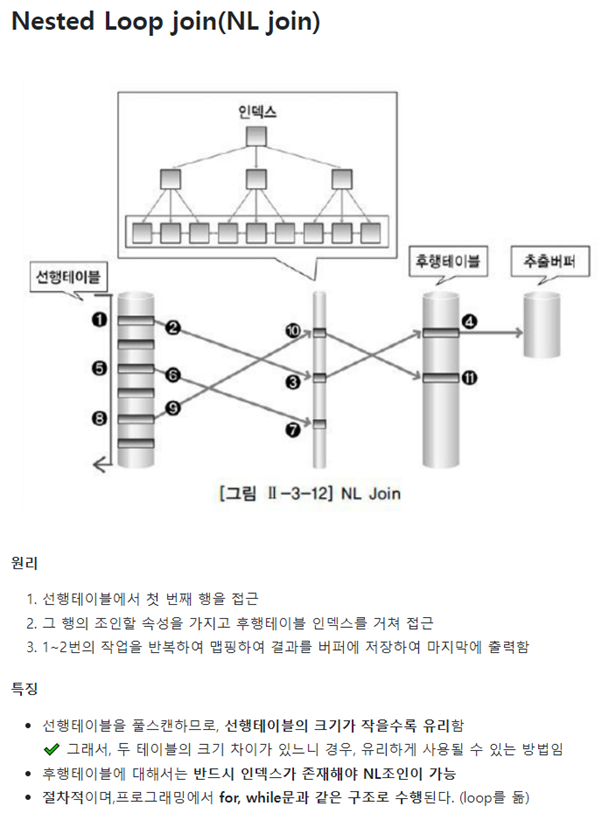 Nested Loop join(NL join)
인덱스
선행테이블
후행테이블
추출버퍼
❶
❷
❿
❹
❺
❻
❸
⓫
❽
❾
❼
[그림 Ⅱ-3-12] NL Join
원리
1. 선행테이블에서 첫 번째 행을 접근
2. 그 행의 조인할 속성을 가지고 후행테이블 인덱스를 거쳐 접근
3. 1~2번의 작업을 반복하여 맵핑하여 결과를 버퍼에 저장하여 마지막에 출력함
특징
• 선행테이블을 풀스캔하므로, 선행테이블의 크기가 작을수록 유리함
✔ 그래서, 두 테이블의 크기 차이가 있느니 경우, 유리하게 사용될 수 있는 방법임
• 후행테이블에 대해서는 반드시 인덱스가 존재해야 NL조인이 가능
• 절차적이며,프로그래밍에서 for, while문과 같은 구조로 수행된다. (loop를 돎)